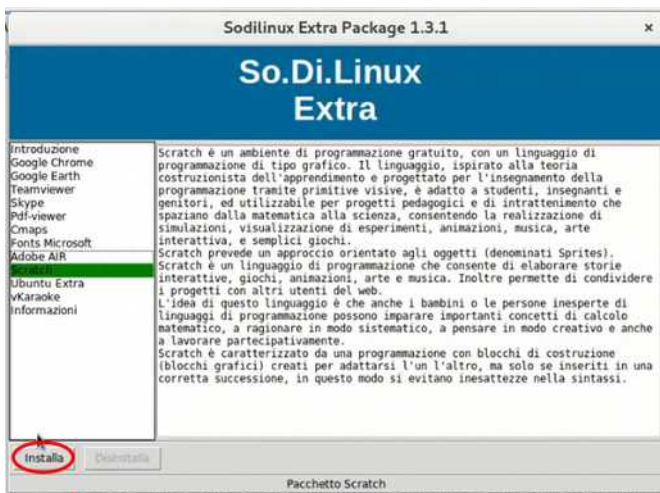 Sodilinux Extra Package 1.3.1 ×
So.Di.Linux
Extra
Introduzione
Google Chrome
Google Earth
Teamviewer
Skype
Pdf-viewer
Cmaps
Fonts Microsoft
Adobe AIR
Scratch
Ubuntu Extra
vKaraoke
Informazioni
Scratch è un ambiente di programmazione gratuito, con un linguaggio di
programmazione di tipo grafico. Il linguaggio, ispirato alla teoria
costruzionista dell'apprendimento e progettato per l'insegnamento della
programmazione tramite primitive visive, è adatto a studenti, insegnanti e
genitori, ed utilizzabile per progetti pedagogici e di intrattenimento che
spaziano dalla matematica alla scienza, consentendo la realizzazione di
simulazioni, visualizzazione di esperimenti, animazioni, musica, arte
interattiva, e semplici giochi.
Scratch prevede un approccio orientato agli oggetti (denominati Sprites).
Scratch è un linguaggio di programmazione che consente di elaborare storie
interattive, giochi, animazioni, arte e musica. Inoltre permette di condividere
i progetti con altri utenti del web.
L'idea di questo linguaggio è che anche i bambini o le persone inesperte di
linguaggi di programmazione possono imparare importanti concetti di calcolo
matematico, a ragionare in modo sistematico, a pensare in modo creativo e anche
a lavorare partecipativamente.
Scratch è caratterizzato da una programmazione con blocchi di costruzione
(blocchi grafici) creati per adattarsi l'un l'altro, ma solo se inseriti in una
corretta successione, in questo modo si evitano inesattezze nella sintassi.
Installa Disinstalla
Pacchetto Scratch